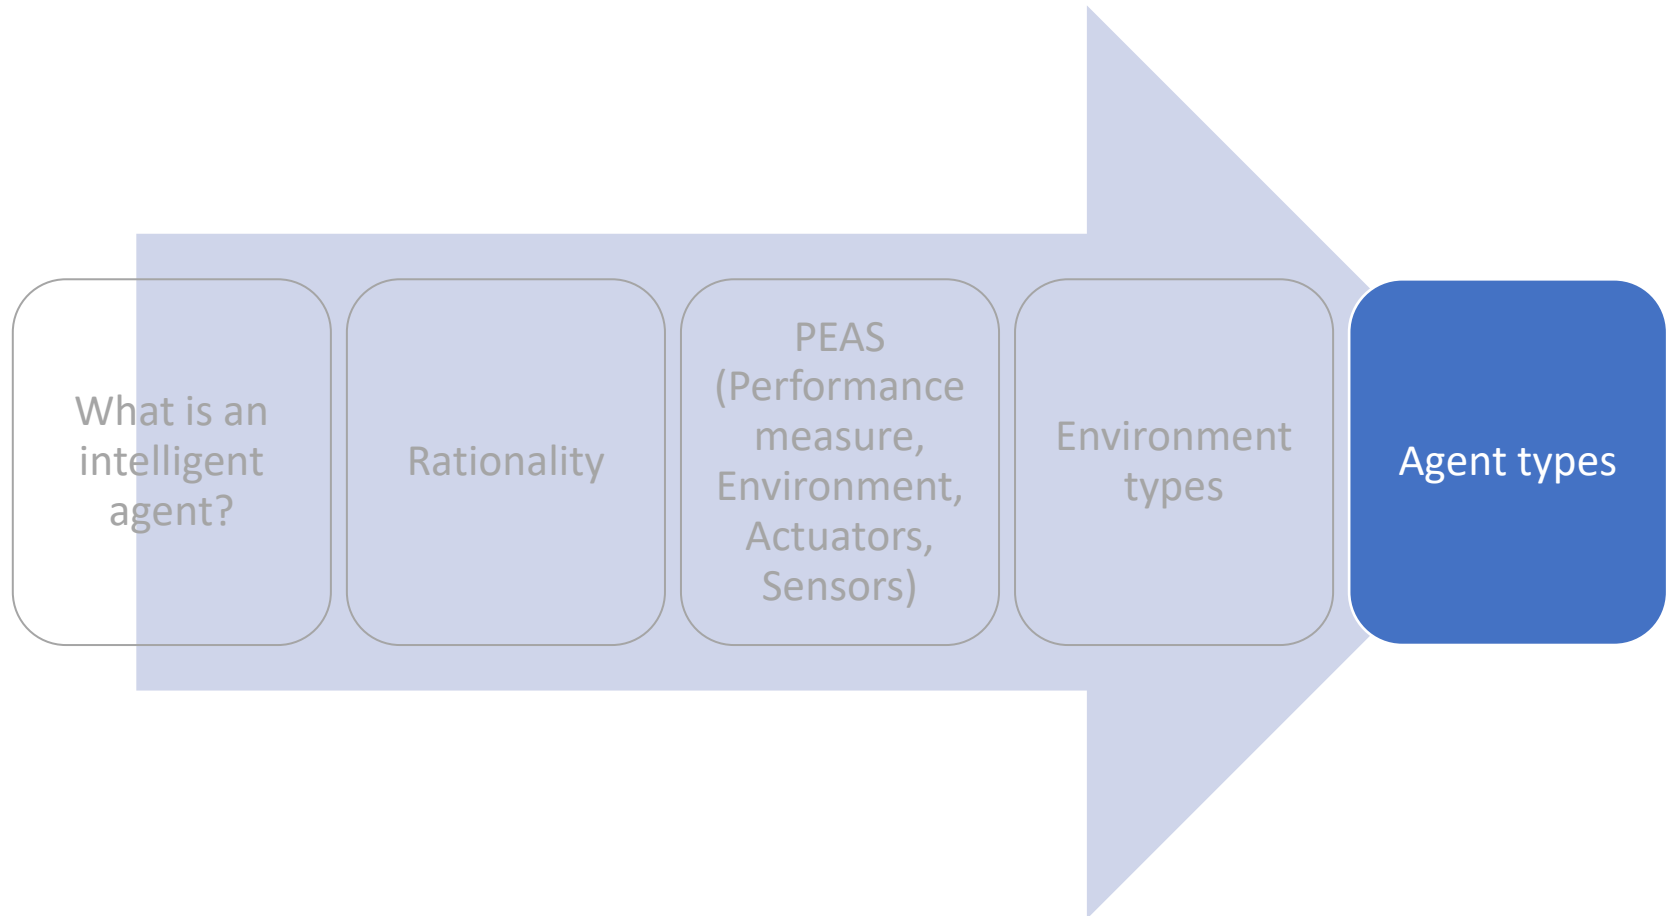 What is an
intelligent
agent?
Rationality
PEAS
(Performance
measure,
Environment,
Actuators,
Sensors)
Environment
types
Agent types